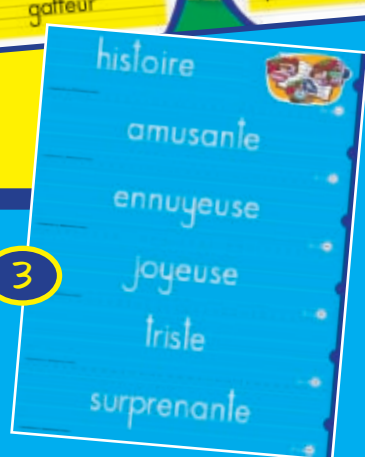 gaffeur
histoire
amusante
ennuyeuse
joyeuse
3
triste
surprenante